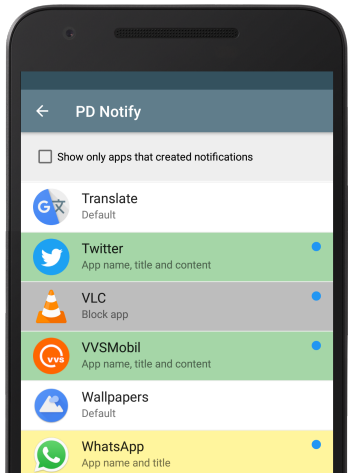 PD Notify
Show only apps that created notifications
Translate
Default
Twitter
App name, title and content
VLC
Block app
VVSMobil
App name, title and content
Wallpapers
Default
WhatsApp
App name and title